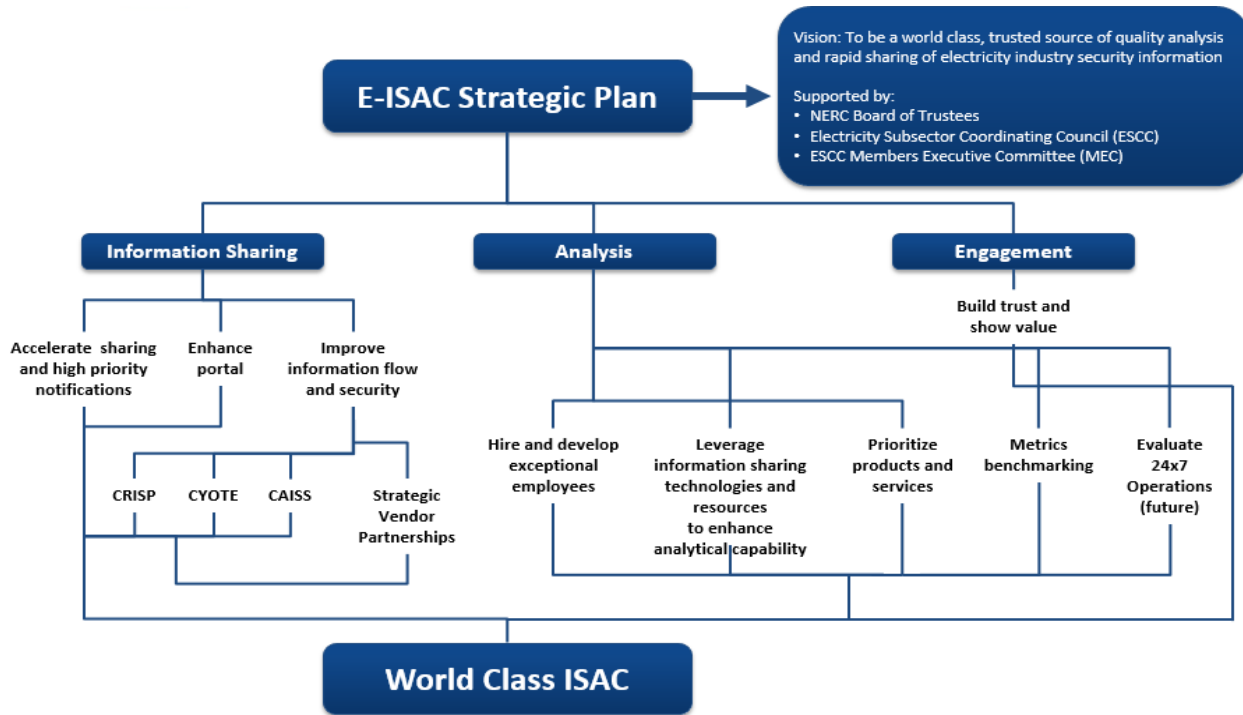 Vision: To be a world class, trusted source of quality analysis
and rapid sharing of electricity industry security information
Supported by:
• NERC Board of Trustees
• Electricity Subsector Coordinating Council (ESCC)
• ESCC Members Executive Committee (MEC)
E-ISAC Strategic Plan
Information Sharing
Analysis
Engagement
Accelerate sharing
and high priority
notifications
Enhance
portal
Improve
information flow
and security
Build trust and
show value
CRISP
CYOTE
CAISS
Strategic
Vendor
Partnerships
Hire and develop
exceptional
employees
Leverage
information sharing
technologies and
resources
to enhance
analytical capability
Prioritize
products and
services
Metrics
benchmarking
Evaluate
24x7
Operations
(future)
World Class ISAC